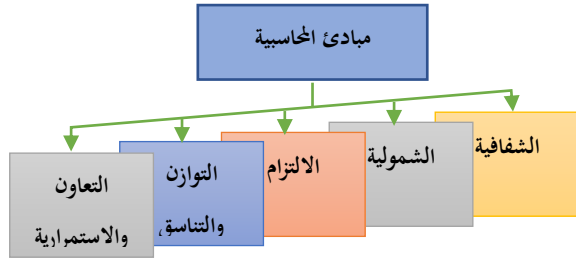 مبادئ المحاسبية
الشفافية
الشمولية
الالتزام
التوازن
والتناسق
التعاون
والاستمرارية